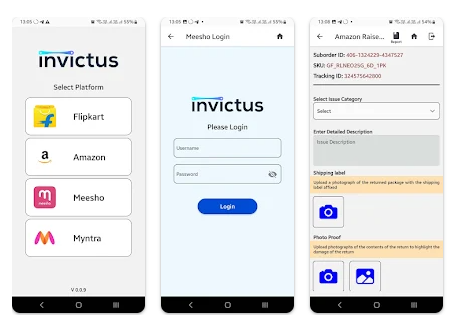 13:05
55%
invictus
Select Platform
Flipkart
Amazon
Meesho
Myntra
V 0.0.9
13:06
55%
Meesho Login
invictus
Please Login
Username
Password
Login
13:08
54%
Amazon Raise...
Report
Suborder ID: 406-1324229-4347527
SKU: GF_RLNEO25G_6D_1PK
Tracking ID: 324575642800
Select Issue Category
Select
Enter Detailed Description
Issue Description
Shipping label
Upload a photograph of the returned package with the shipping
label affixed
Photo Proof
Upload photographs of the contents of the return to highlight the
damage of the return